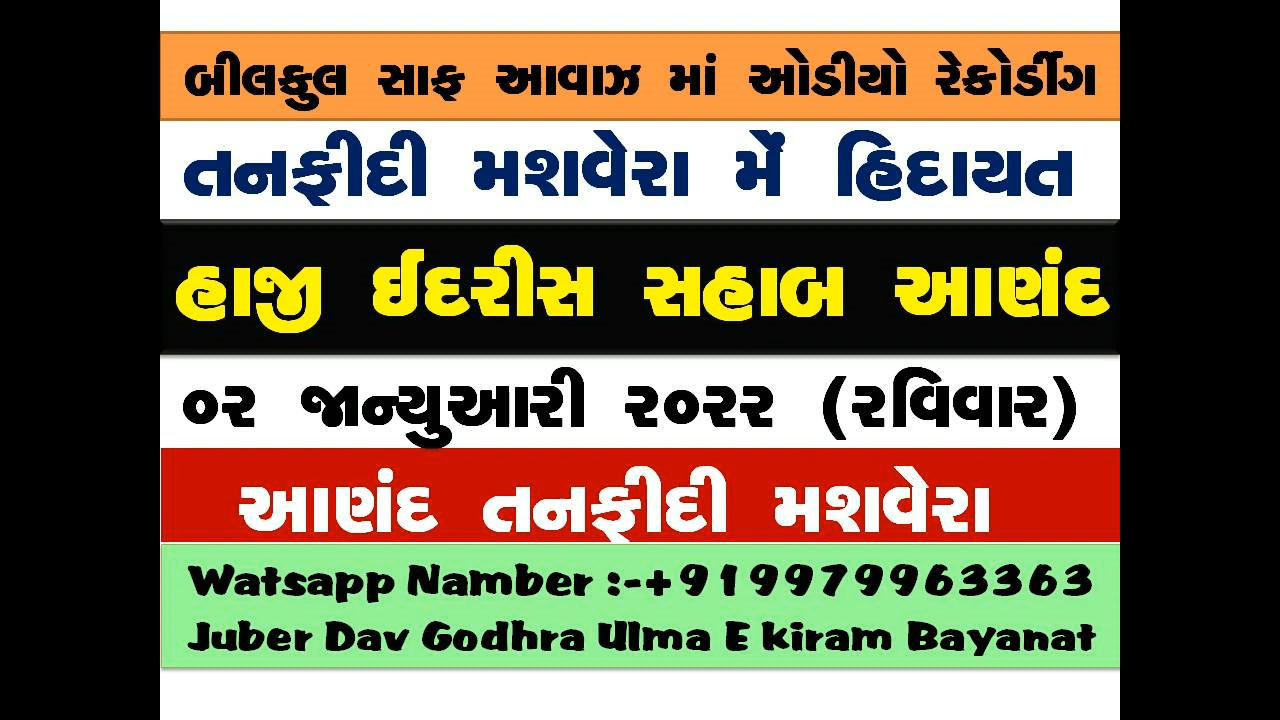 બીલકુલ સાફ આવાઝ માં ઓડીયો રેકોર્ડીગ
તનફીદી મશવેરા મેં હિદાયત
હાજી ઈદરીસ સહાબ આણંદ
૦૨ જાન્યુઆરી ૨૦૨૨ (રવિવાર)
આણંદ તનફીદી મશવેરા
Watsapp Namber :-+919979963363
Juber Dav Godhra Ulma E kiram Bayanat